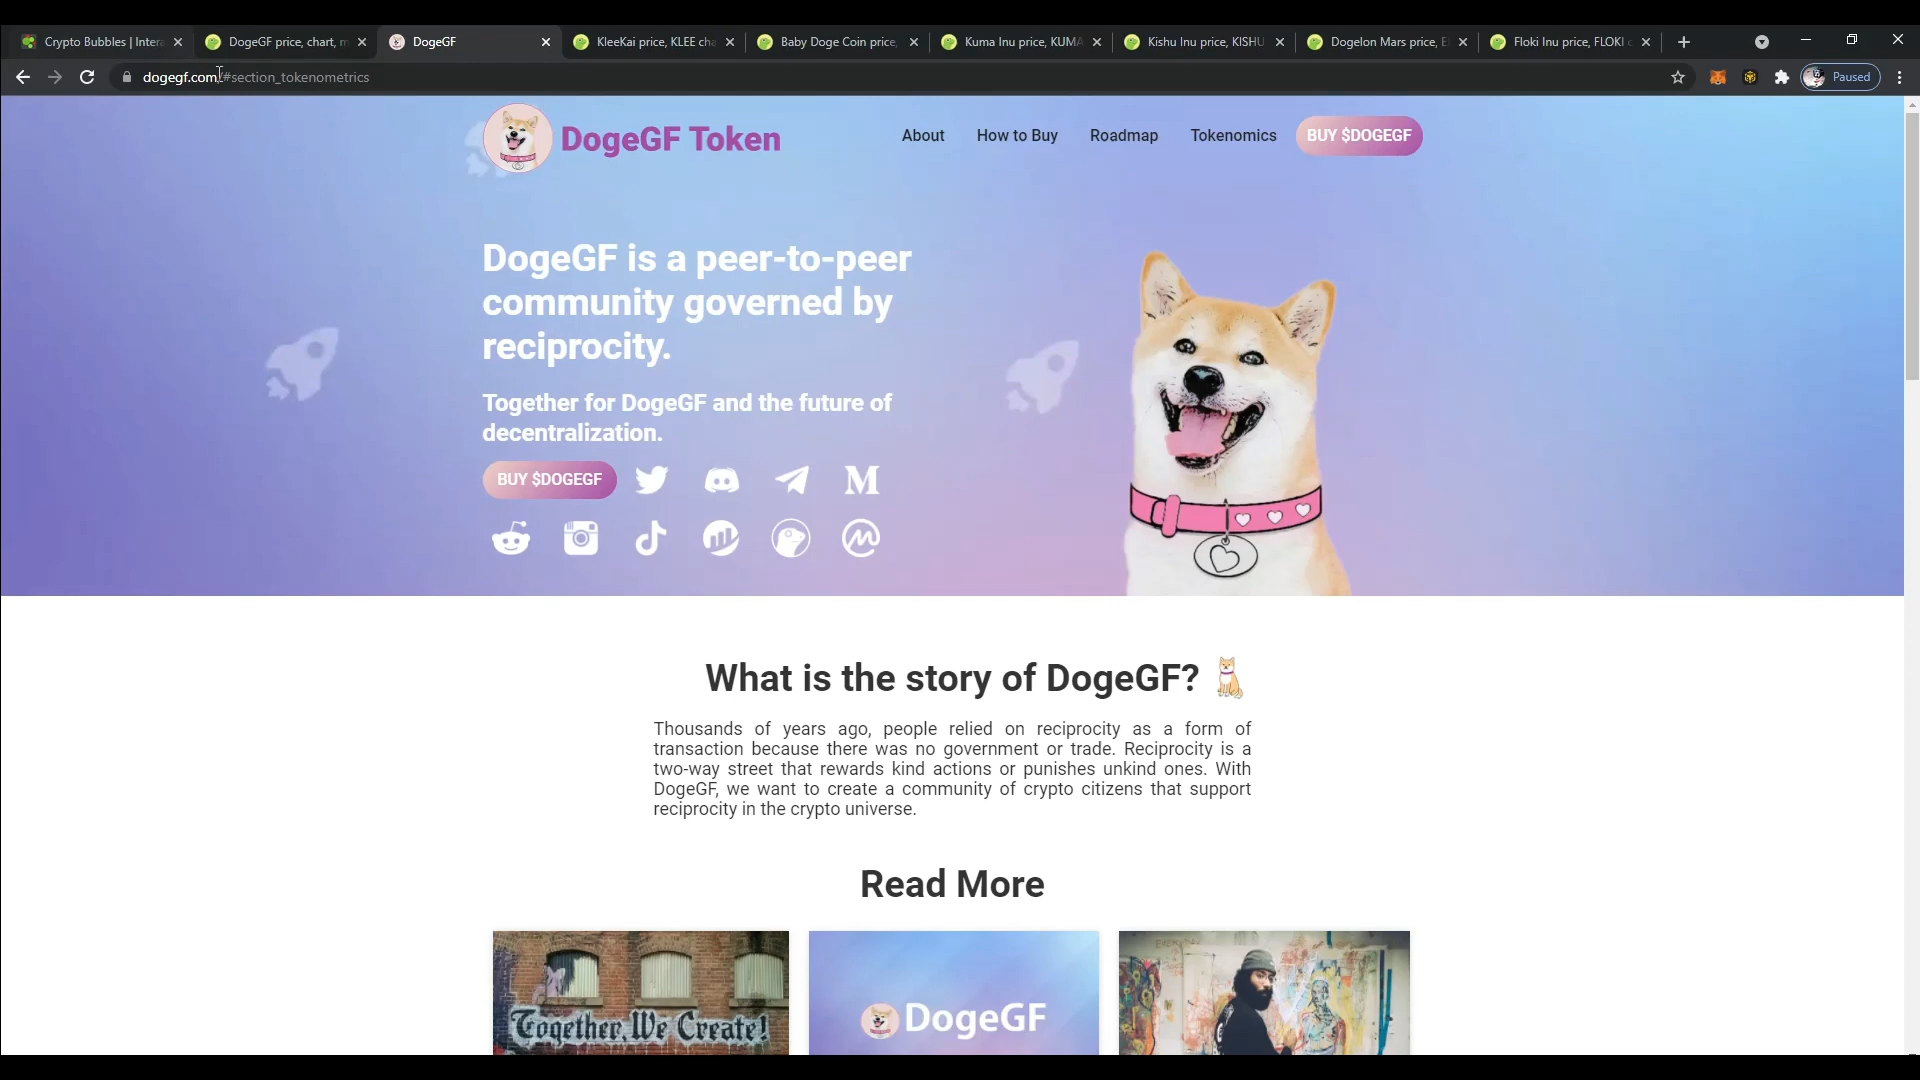 Crypto Bubbles | Intera
DogeGF price, chart, m
DogeGF
KleeKai price, KLEE cha
Baby Doge Coin price,
Kuma Inu price, KUMA
Kishu Inu price, KISHU
Dogelon Mars price, E
Floki Inu price, FLOKI c
dogegf.com/#section_tokenometrics
Paused
DogeGF Token
About
How to Buy
Roadmap
Tokenomics
BUY $DOGEGF
DogeGF is a peer-to-peer
community governed by
reciprocity.
Together for DogeGF and the future of
decentralization.
BUY $DOGEGF
What is the story of DogeGF?
Thousands of years ago, people relied on reciprocity as a form of
transaction because there was no government or trade. Reciprocity is a
two-way street that rewards kind actions or punishes unkind ones. With
DogeGF, we want to create a community of crypto citizens that support
reciprocity in the crypto universe.
Read More
Together, We Create!
DogeGF